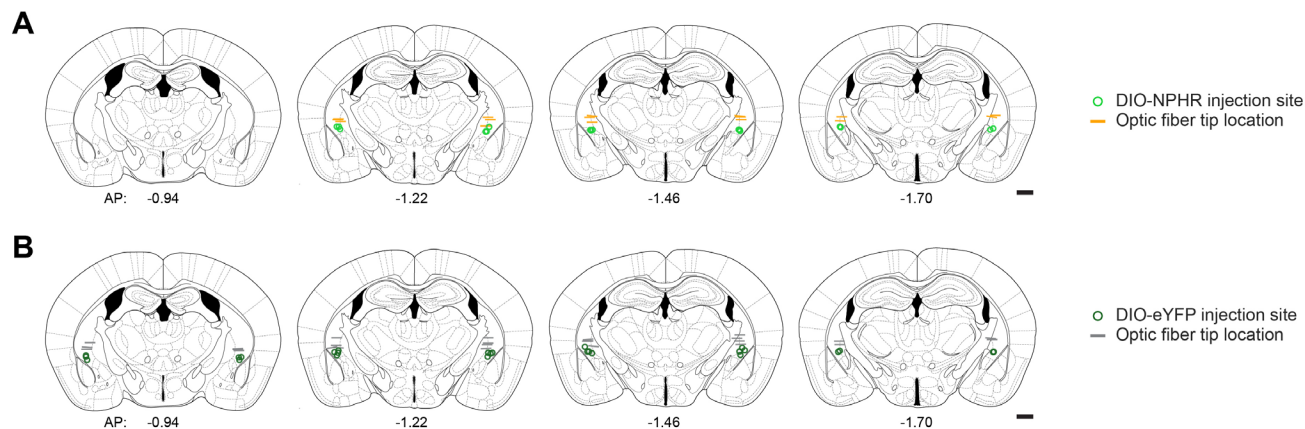 A
DIO-NPHR injection site
Optic fiber tip location
AP: -0.94 -1.22 -1.46 -1.70
B
DIO-eYFP injection site
Optic fiber tip location
AP: -0.94 -1.22 -1.46 -1.70